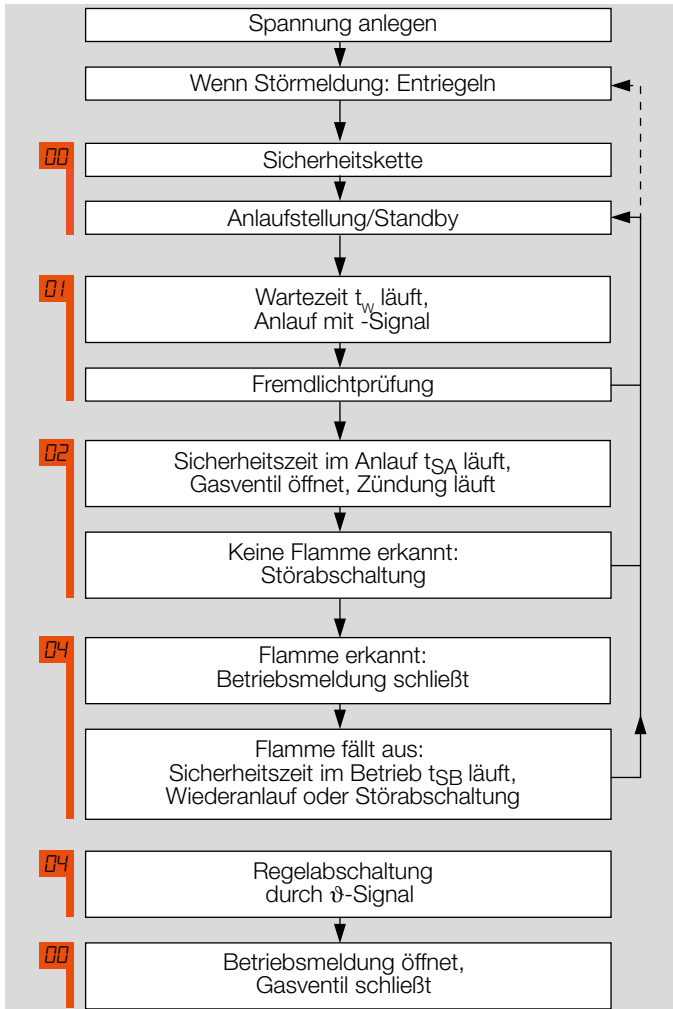 Spannung anlegen
Wenn Störmeldung: Entriegeln
00
Sicherheitskette
Anlaufstellung/Standby
01
Wartezeit tW läuft,
Anlauf mit -Signal
Fremdlichtprüfung
02
Sicherheitszeit im Anlauf tSA läuft,
Gasventil öffnet, Zündung läuft
Keine Flamme erkannt:
Störabschaltung
04
Flamme erkannt:
Betriebsmeldung schließt
Flamme fällt aus:
Sicherheitszeit im Betrieb tSB läuft,
Wiederanlauf oder Störabschaltung
04
Regelabschaltung
durch ϑ-Signal
00
Betriebsmeldung öffnet,
Gasventil schließt